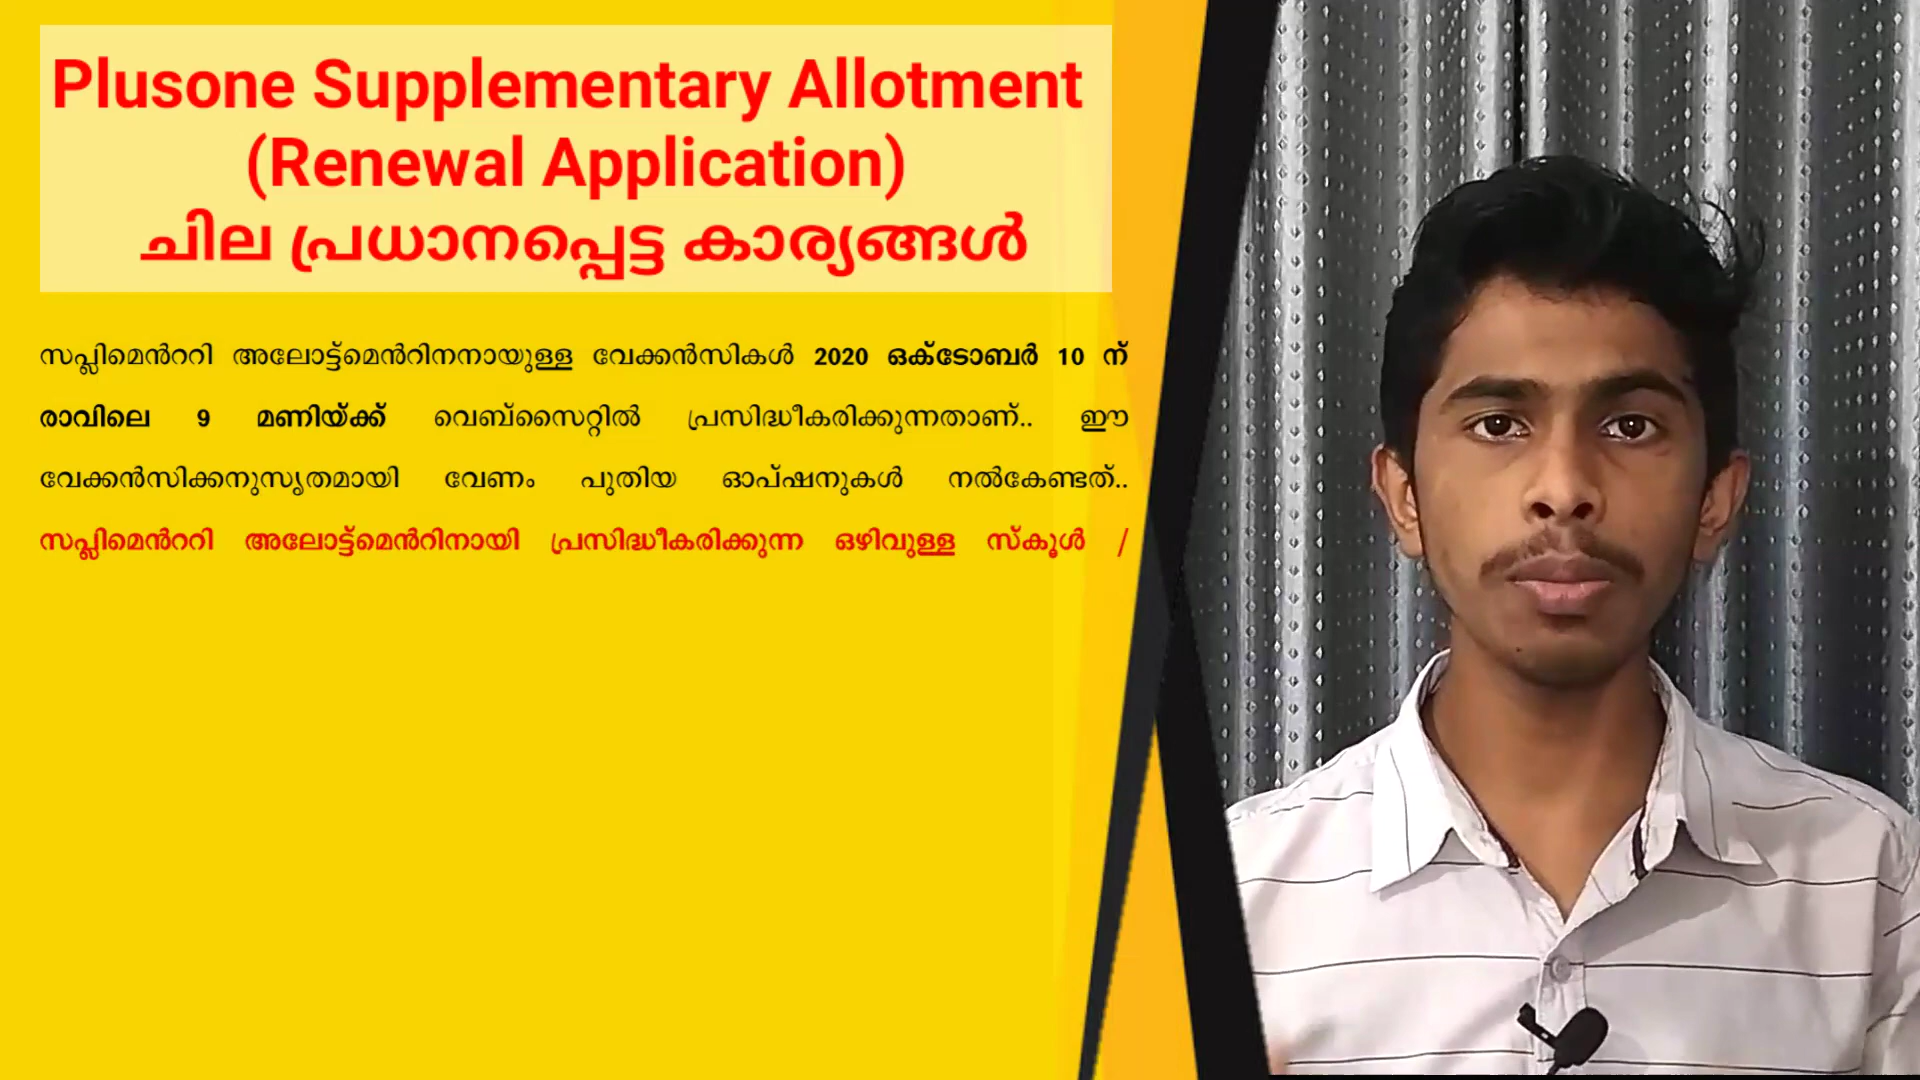 Plusone Supplementary Allotment
(Renewal Application)
ചില പ്രധാനപ്പെട്ട കാര്യങ്ങൾ
സപ്ലിമെൻററി അലോട്ട്മെൻറിനനായുള്ള വേക്കൻസികൾ 2020 ഒക്ടോബർ 10 ന്
രാവിലെ 9 മണിയ്ക്ക് വെബ്സൈറ്റിൽ പ്രസിദ്ധീകരിക്കുന്നതാണ്.. ഈ
വേക്കൻസിക്കനുസൃതമായി വേണം പുതിയ ഓപ്ഷനുകൾ നൽകേണ്ടത്..
സപ്ലിമെൻററി അലോട്ട്മെൻറിനായി പ്രസിദ്ധീകരിക്കുന്ന ഒഴിവുള്ള സ്കൂൾ /